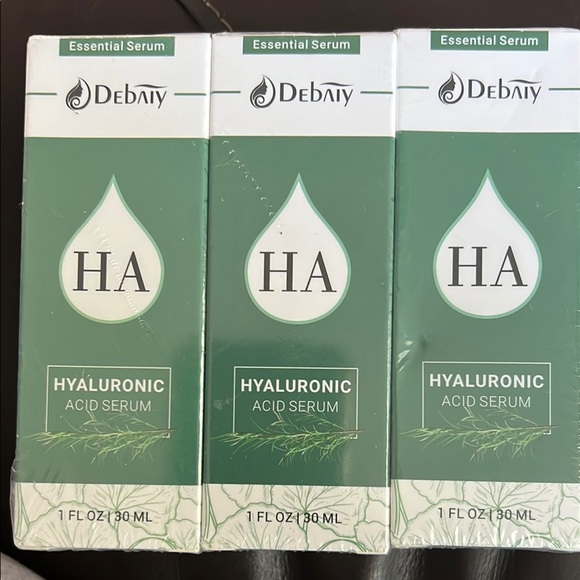 Essential Serum
DEBAIY
HA
HYALURONIC
ACID SERUM
1 FL OZ | 30 ML
Essential Serum
DEBAIY
HA
HYALURONIC
ACID SERUM
1 FL OZ | 30 ML
Essential Serum
DEBAIY
HA
HYALURONIC
ACID SERUM
1 FL OZ | 30 ML